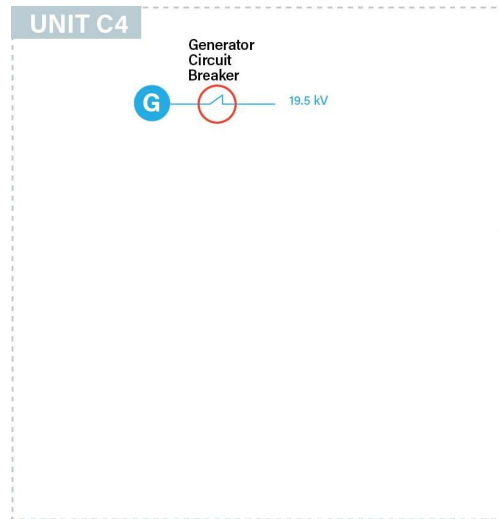 UNIT C4
Generator
Circuit
Breaker
G
19.5 kV